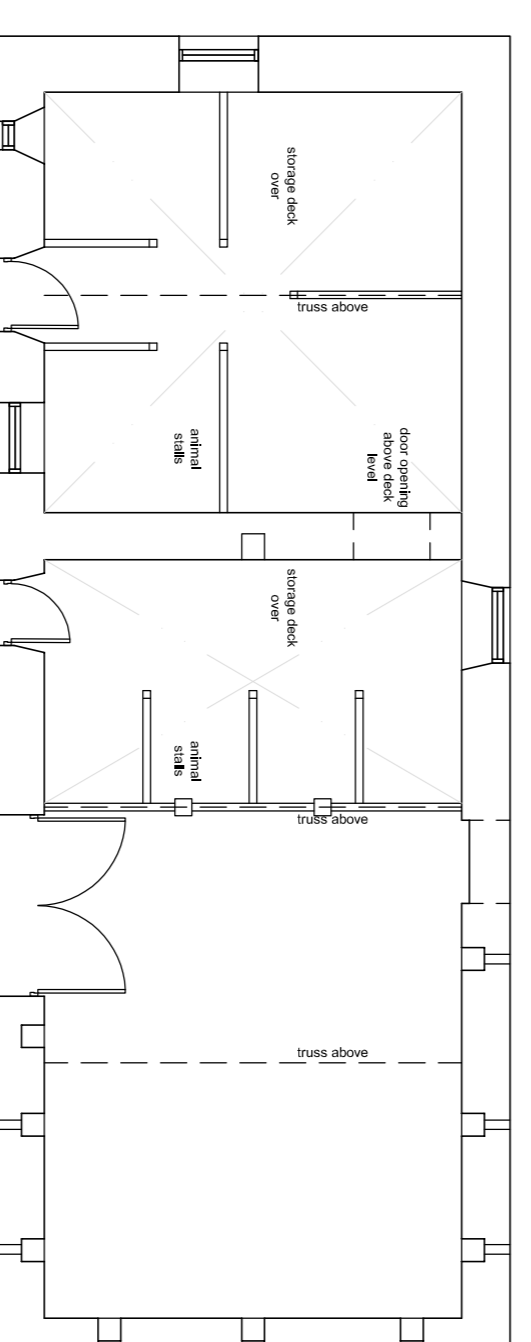 storage deck
over
truss above
door opening
above deck
level
animal
stalls
storage deck
over
animal
stalls
truss above
truss above